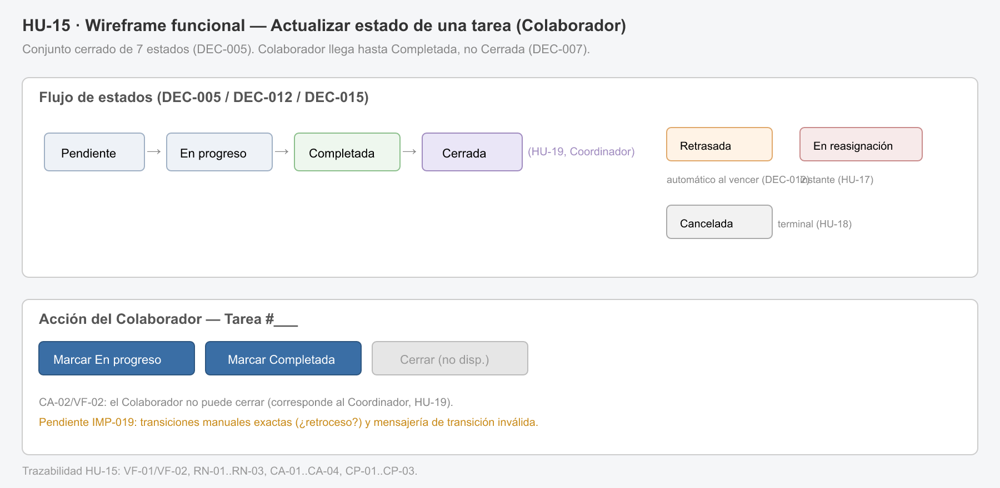 HU-15 · Wireframe funcional — Actualizar estado de una tarea (Colaborador)
Conjunto cerrado de 7 estados (DEC-005). Colaborador llega hasta Completada, no Cerrada (DEC-007).
Flujo de estados (DEC-005 / DEC-012 / DEC-015)
Pendiente → En progreso → Completada → Cerrada (HU-19, Coordinador)
Retrasada
En reasignación
automático al vencer (DEC-012)
instante (HU-17)
Cancelada
terminal (HU-18)
Acción del Colaborador — Tarea #___
Marcar En progreso
Marcar Completada
Cerrar (no disp.)
CA-02/VF-02: el Colaborador no puede cerrar (corresponde al Coordinador, HU-19).
Pendiente IMP-019: transiciones manuales exactas (¿retroceso?) y mensajería de transición inválida.
Trazabilidad HU-15: VF-01/VF-02, RN-01..RN-03, CA-01..CA-04, CP-01..CP-03.